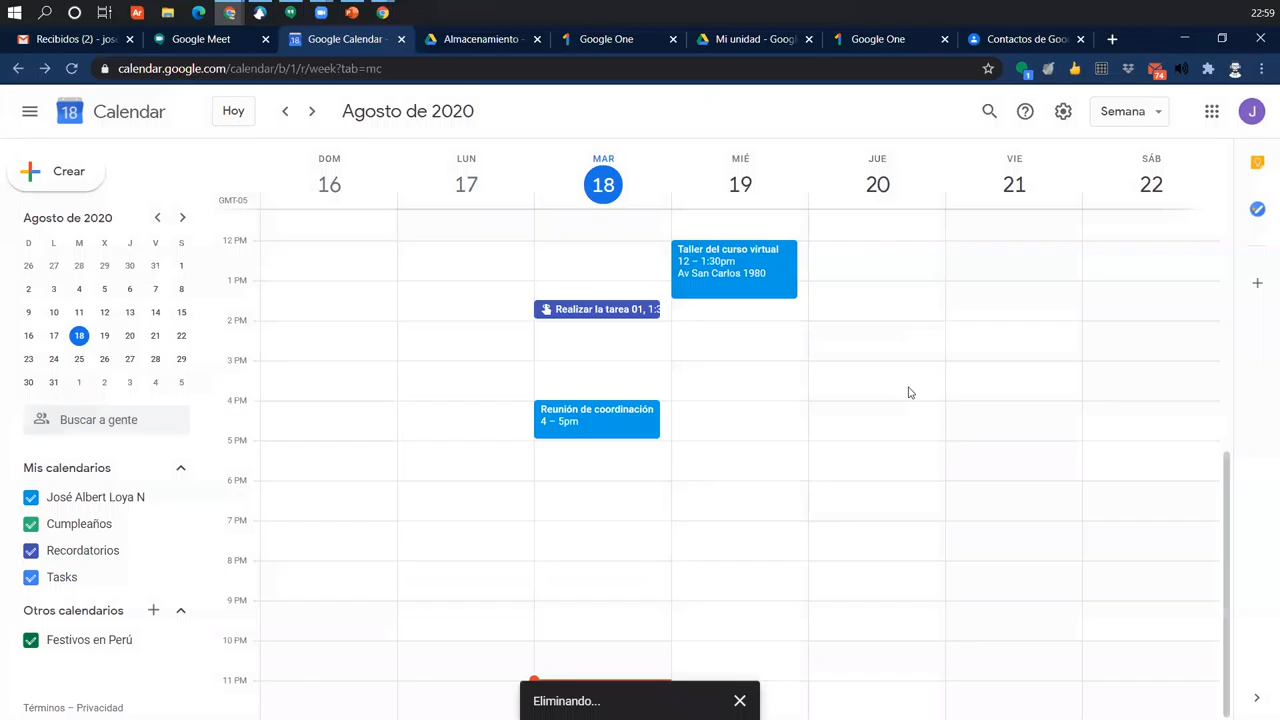 22:59
Recibidos (2) - jose
Google Meet
Google Calendar -
Almacenamiento -
Google One
Mi unidad - Googl
Google One
Contactos de Goo
calendar.google.com/calendar/b/1/r/week?tab=mc
1
74
18
Calendar
Hoy
Agosto de 2020
Semana
J
Crear
DOM
LUN
MAR
MIÉ
JUE
VIE
SÁB
16
17
18
19
20
21
22
GMT-05
Agosto de 2020
D L M X J V S
26 27 28 29 30 31 1
2 3 4 5 6 7 8
9 10 11 12 13 14 15
16 17 18 19 20 21 22
23 24 25 26 27 28 29
30 31 1 2 3 4 5
Buscar a gente
Mis calendarios
José Albert Loya N
Cumpleaños
Recordatorios
Tasks
Otros calendarios
Festivos en Perú
Términos – Privacidad
12 PM
1 PM
2 PM
3 PM
4 PM
5 PM
6 PM
7 PM
8 PM
9 PM
10 PM
11 PM
Taller del curso virtual
12 – 1:30pm
Av San Carlos 1980
Realizar la tarea 01, 1:3
Reunión de coordinación
4 – 5pm
Eliminando...